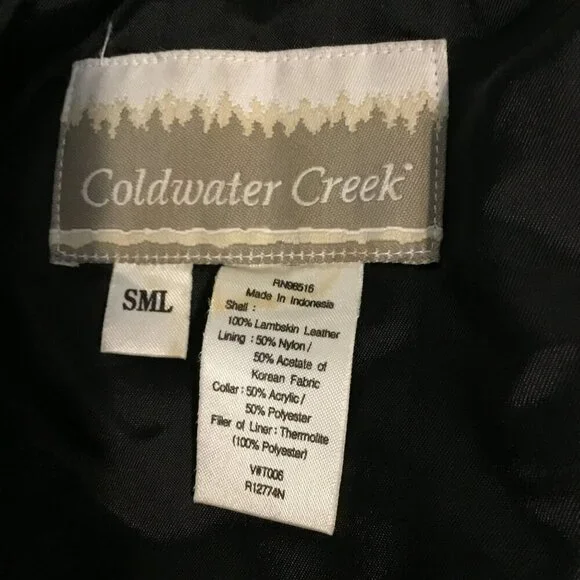 Coldwater Creek
SML
RN98516
Made In Indonesia
Shell :
100% Lambskin Leather
Lining : 50% Nylon /
50% Acetate of
Korean Fabric
Collar : 50% Acrylic /
50% Polyester
Filler of Liner : Thermolite
(100% Polyester)
VWT006
R12774N